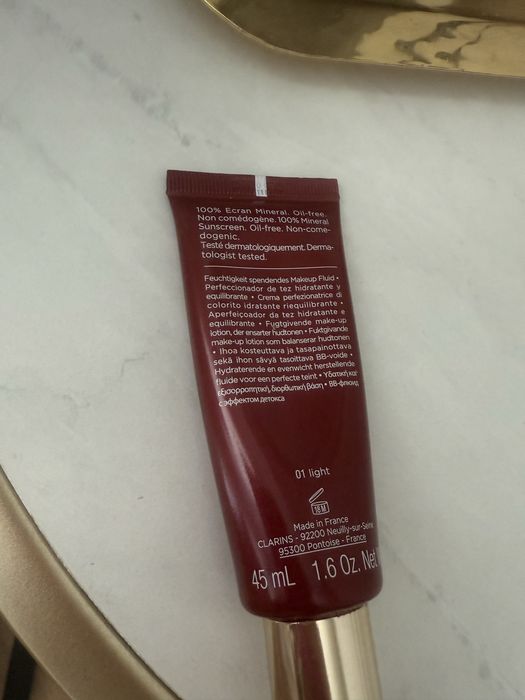 100% Ecran Mineral. Oil-free.
Non comédogène. 100% Mineral
Sunscreen. Oil-free. Non-come-
dogenic.
Testé dermatologiquement. Derma-
tologist tested.
Feuchtigkeit spendendes Makeup Fluid •
Perfeccionador de tez hidratante y
equilibrante • Crema perfezionatrice di
colorito idratante riequilibrante •
Aperfeiçoador da tez hidratante e
equilibrante • Fugtgivende make-up
lotion, der ensarter hudtonen • Fuktgivande
make-up lotion som balanserar hudtonen
• Ihoa kosteuttava ja tasapainottava
sekä ihon sävyä tasoittava BB-voide •
Hydraterende en evenwicht herstellende
fluide voor een perfecte teint • Υδατική και
εξισορροπητική, διορθωτική βάση • BB-флюид
с эффектом детокса
01 light
18 M
Made in France
CLARINS - 92200 Neuilly-sur-Seine
95300 Pontoise - France
45 mL 1.6 Oz. Net